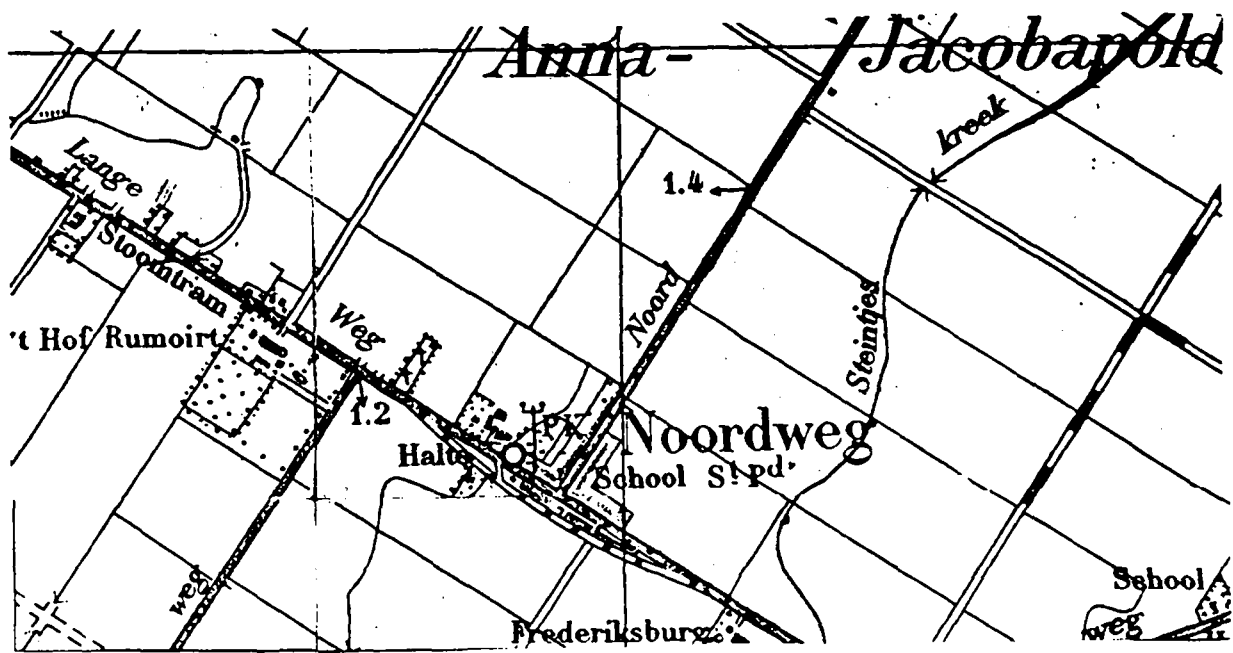 Anna- Jacobapold
kreek
Lange
1.4
Stoomtram
Noord
't Hof Rumoirt
Weg
Steintjes
1.2
P.K.
Noordweg
Halte
School St. pd.
weg
School
Frederiksburg
weg